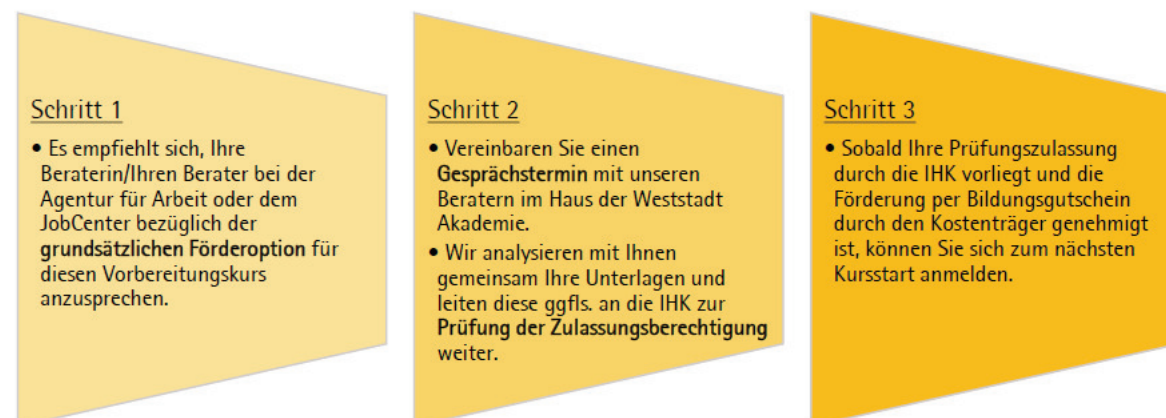 Schritt 1
• Es empfiehlt sich, Ihre
Beraterin/Ihren Berater bei der
Agentur für Arbeit oder dem
JobCenter bezüglich der
grundsätzlichen Förderoption für
diesen Vorbereitungskurs
anzusprechen.
Schritt 2
• Vereinbaren Sie einen
Gesprächstermin mit unseren
Beratern im Haus der Weststadt
Akademie.
• Wir analysieren mit Ihnen
gemeinsam Ihre Unterlagen und
leiten diese ggfls. an die IHK zur
Prüfung der Zulassungsberechtigung
weiter.
Schritt 3
• Sobald Ihre Prüfungszulassung
durch die IHK vorliegt und die
Förderung per Bildungsgutschein
durch den Kostenträger genehmigt
ist, können Sie sich zum nächsten
Kursstart anmelden.